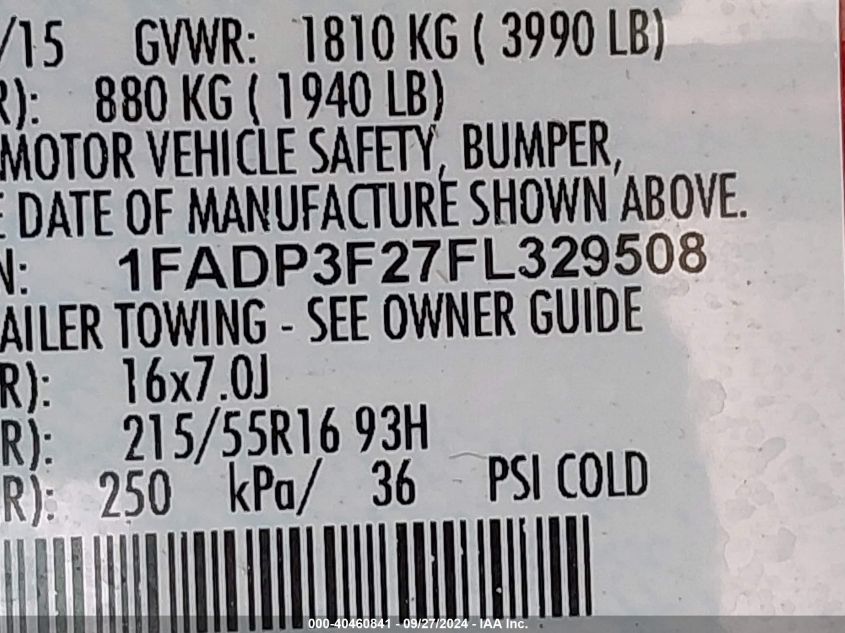 /15 GVWR: 1810 KG ( 3990 LB)
R): 880 KG ( 1940 LB)
MOTOR VEHICLE SAFETY, BUMPER,
E DATE OF MANUFACTURE SHOWN ABOVE.
N: 1FADP3F27FL329508
AILER TOWING - SEE OWNER GUIDE
R): 16x7.0J
R): 215/55R16 93H
R): 250 kPa/ 36 PSI COLD
000-40460841 - 09/27/2024 - IAA Inc.